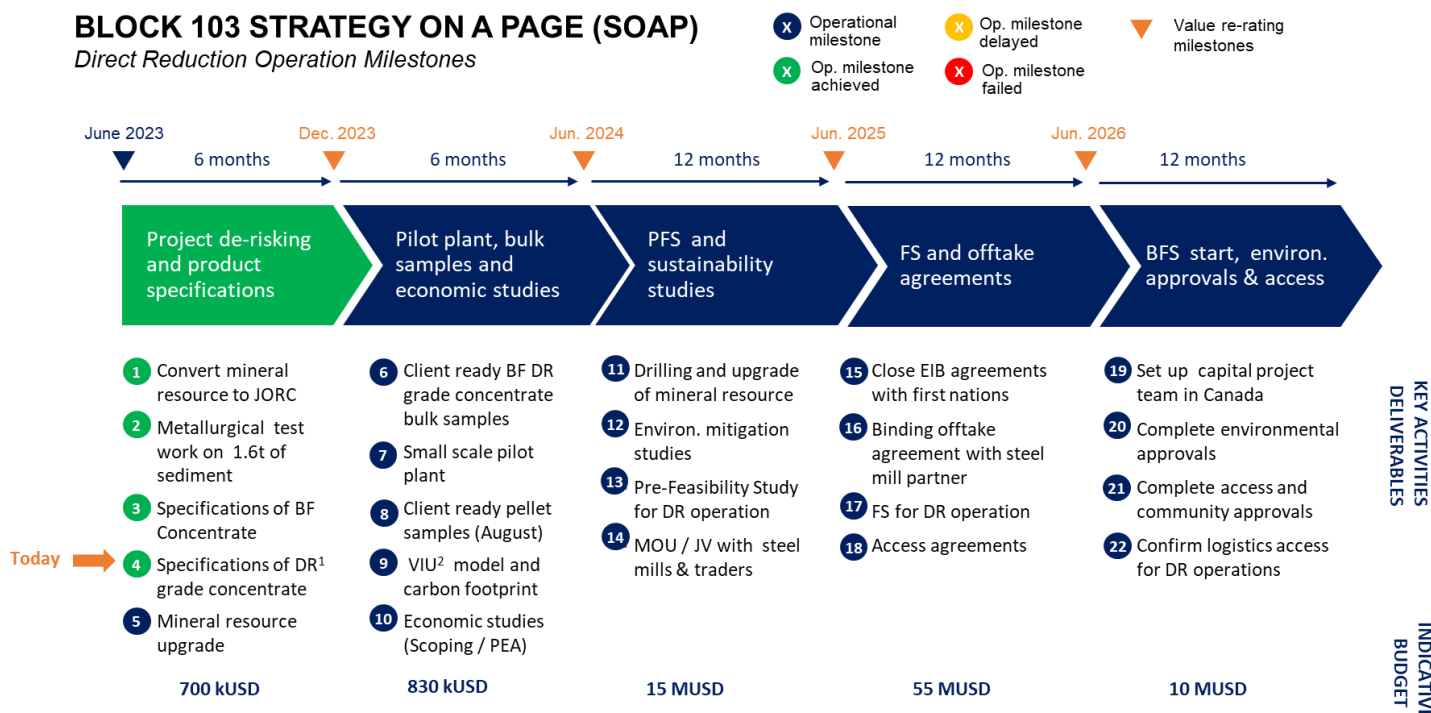 BLOCK 103 STRATEGY ON A PAGE (SOAP)
Direct Reduction Operation Milestones
X Operational
milestone
X Op. milestone
delayed
Value re-rating
milestones
X Op. milestone
achieved
X Op. milestone
failed
June 2023
Dec. 2023
Jun. 2024
Jun. 2025
Jun. 2026
6 months
6 months
12 months
12 months
12 months
Project de-risking
and product
specifications
Pilot plant, bulk
samples and
economic studies
PFS and
sustainability
studies
FS and offtake
agreements
BFS start, environ.
approvals & access
1 Convert mineral
resource to JORC
2 Metallurgical test
work on 1.6t of
sediment
3 Specifications of BF
Concentrate
Today
4 Specifications of DR¹
grade concentrate
5 Mineral resource
upgrade
700 kUSD
6 Client ready BF DR
grade concentrate
bulk samples
7 Small scale pilot
plant
8 Client ready pellet
samples (August)
9 VIU² model and
carbon footprint
10 Economic studies
(Scoping / PEA)
830 kUSD
11 Drilling and upgrade
of mineral resource
12 Environ. mitigation
studies
13 Pre-Feasibility Study
for DR operation
14 MOU / JV with steel
mills & traders
15 MUSD
15 Close EIB agreements
with first nations
16 Binding offtake
agreement with steel
mill partner
17 FS for DR operation
18 Access agreements
55 MUSD
19 Set up capital project
team in Canada
20 Complete environmental
approvals
21 Complete access and
community approvals
22 Confirm logistics access
for DR operations
10 MUSD
KEY ACTIVITIES
DELIVERABLES
INDICATIVE
BUDGET